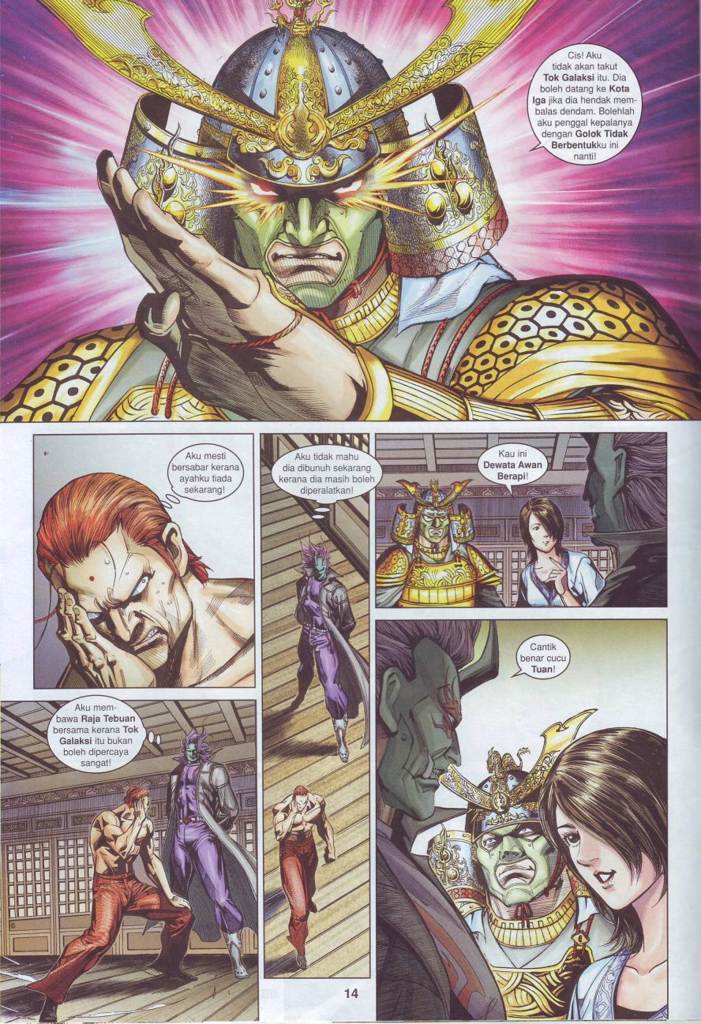 Cis! Aku
tidak akan takut
Tok Galaksi itu. Dia
boleh datang ke Kota
Iga jika dia hendak mem-
balas dendam. Bolehlah
aku penggal kepalanya
dengan Golok Tidak
Berbentukku ini
nanti!
Aku mesti
bersabar kerana
ayahku tiada
sekarang!
Aku tidak mahu
dia dibunuh sekarang
kerana dia masih boleh
diperalatkan!
Kau ini
Dewata Awan
Berapi!
Aku mem-
bawa Raja Tebuan
bersama kerana Tok
Galaksi itu bukan
boleh dipercaya
sangat!
Cantik
benar cucu
Tuan!
14